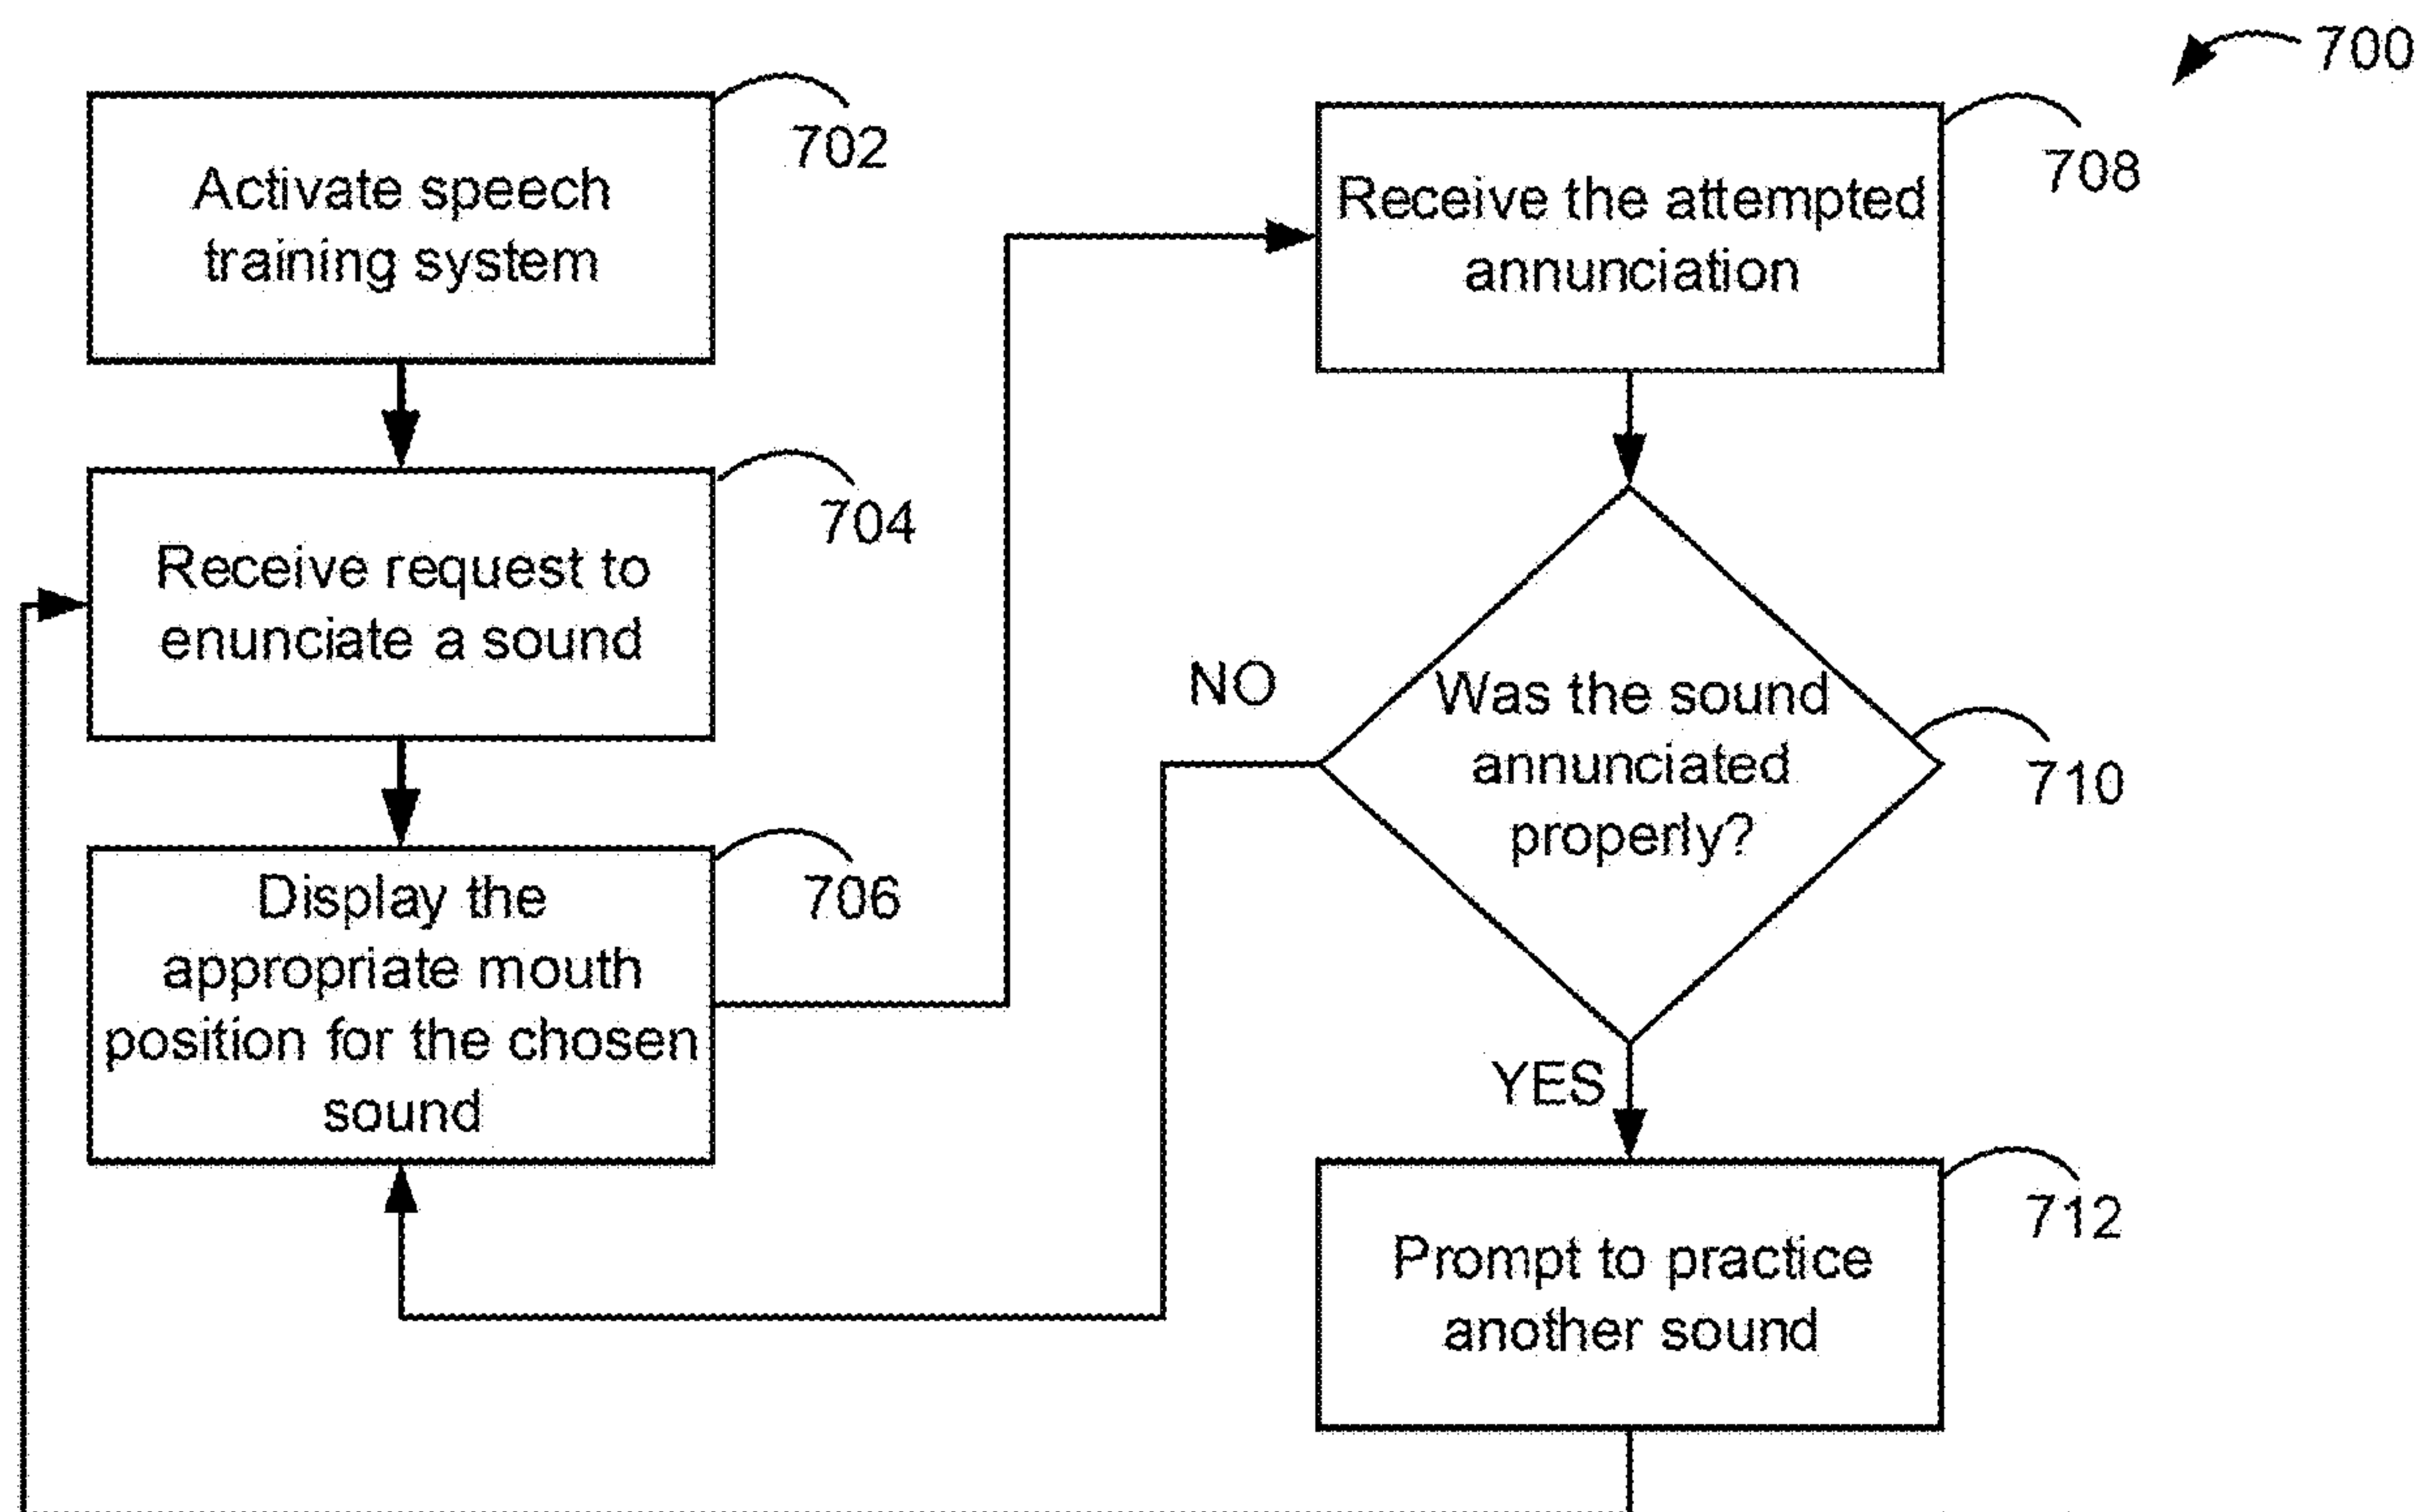 700
Activate speech
training system
702
Receive request to
enunciate a sound
704
Display the
appropriate mouth
position for the chosen
sound
706
Receive the attempted
annunciation
708
Was the sound
annunciated
properly?
710
NO
YES
Prompt to practice
another sound
712